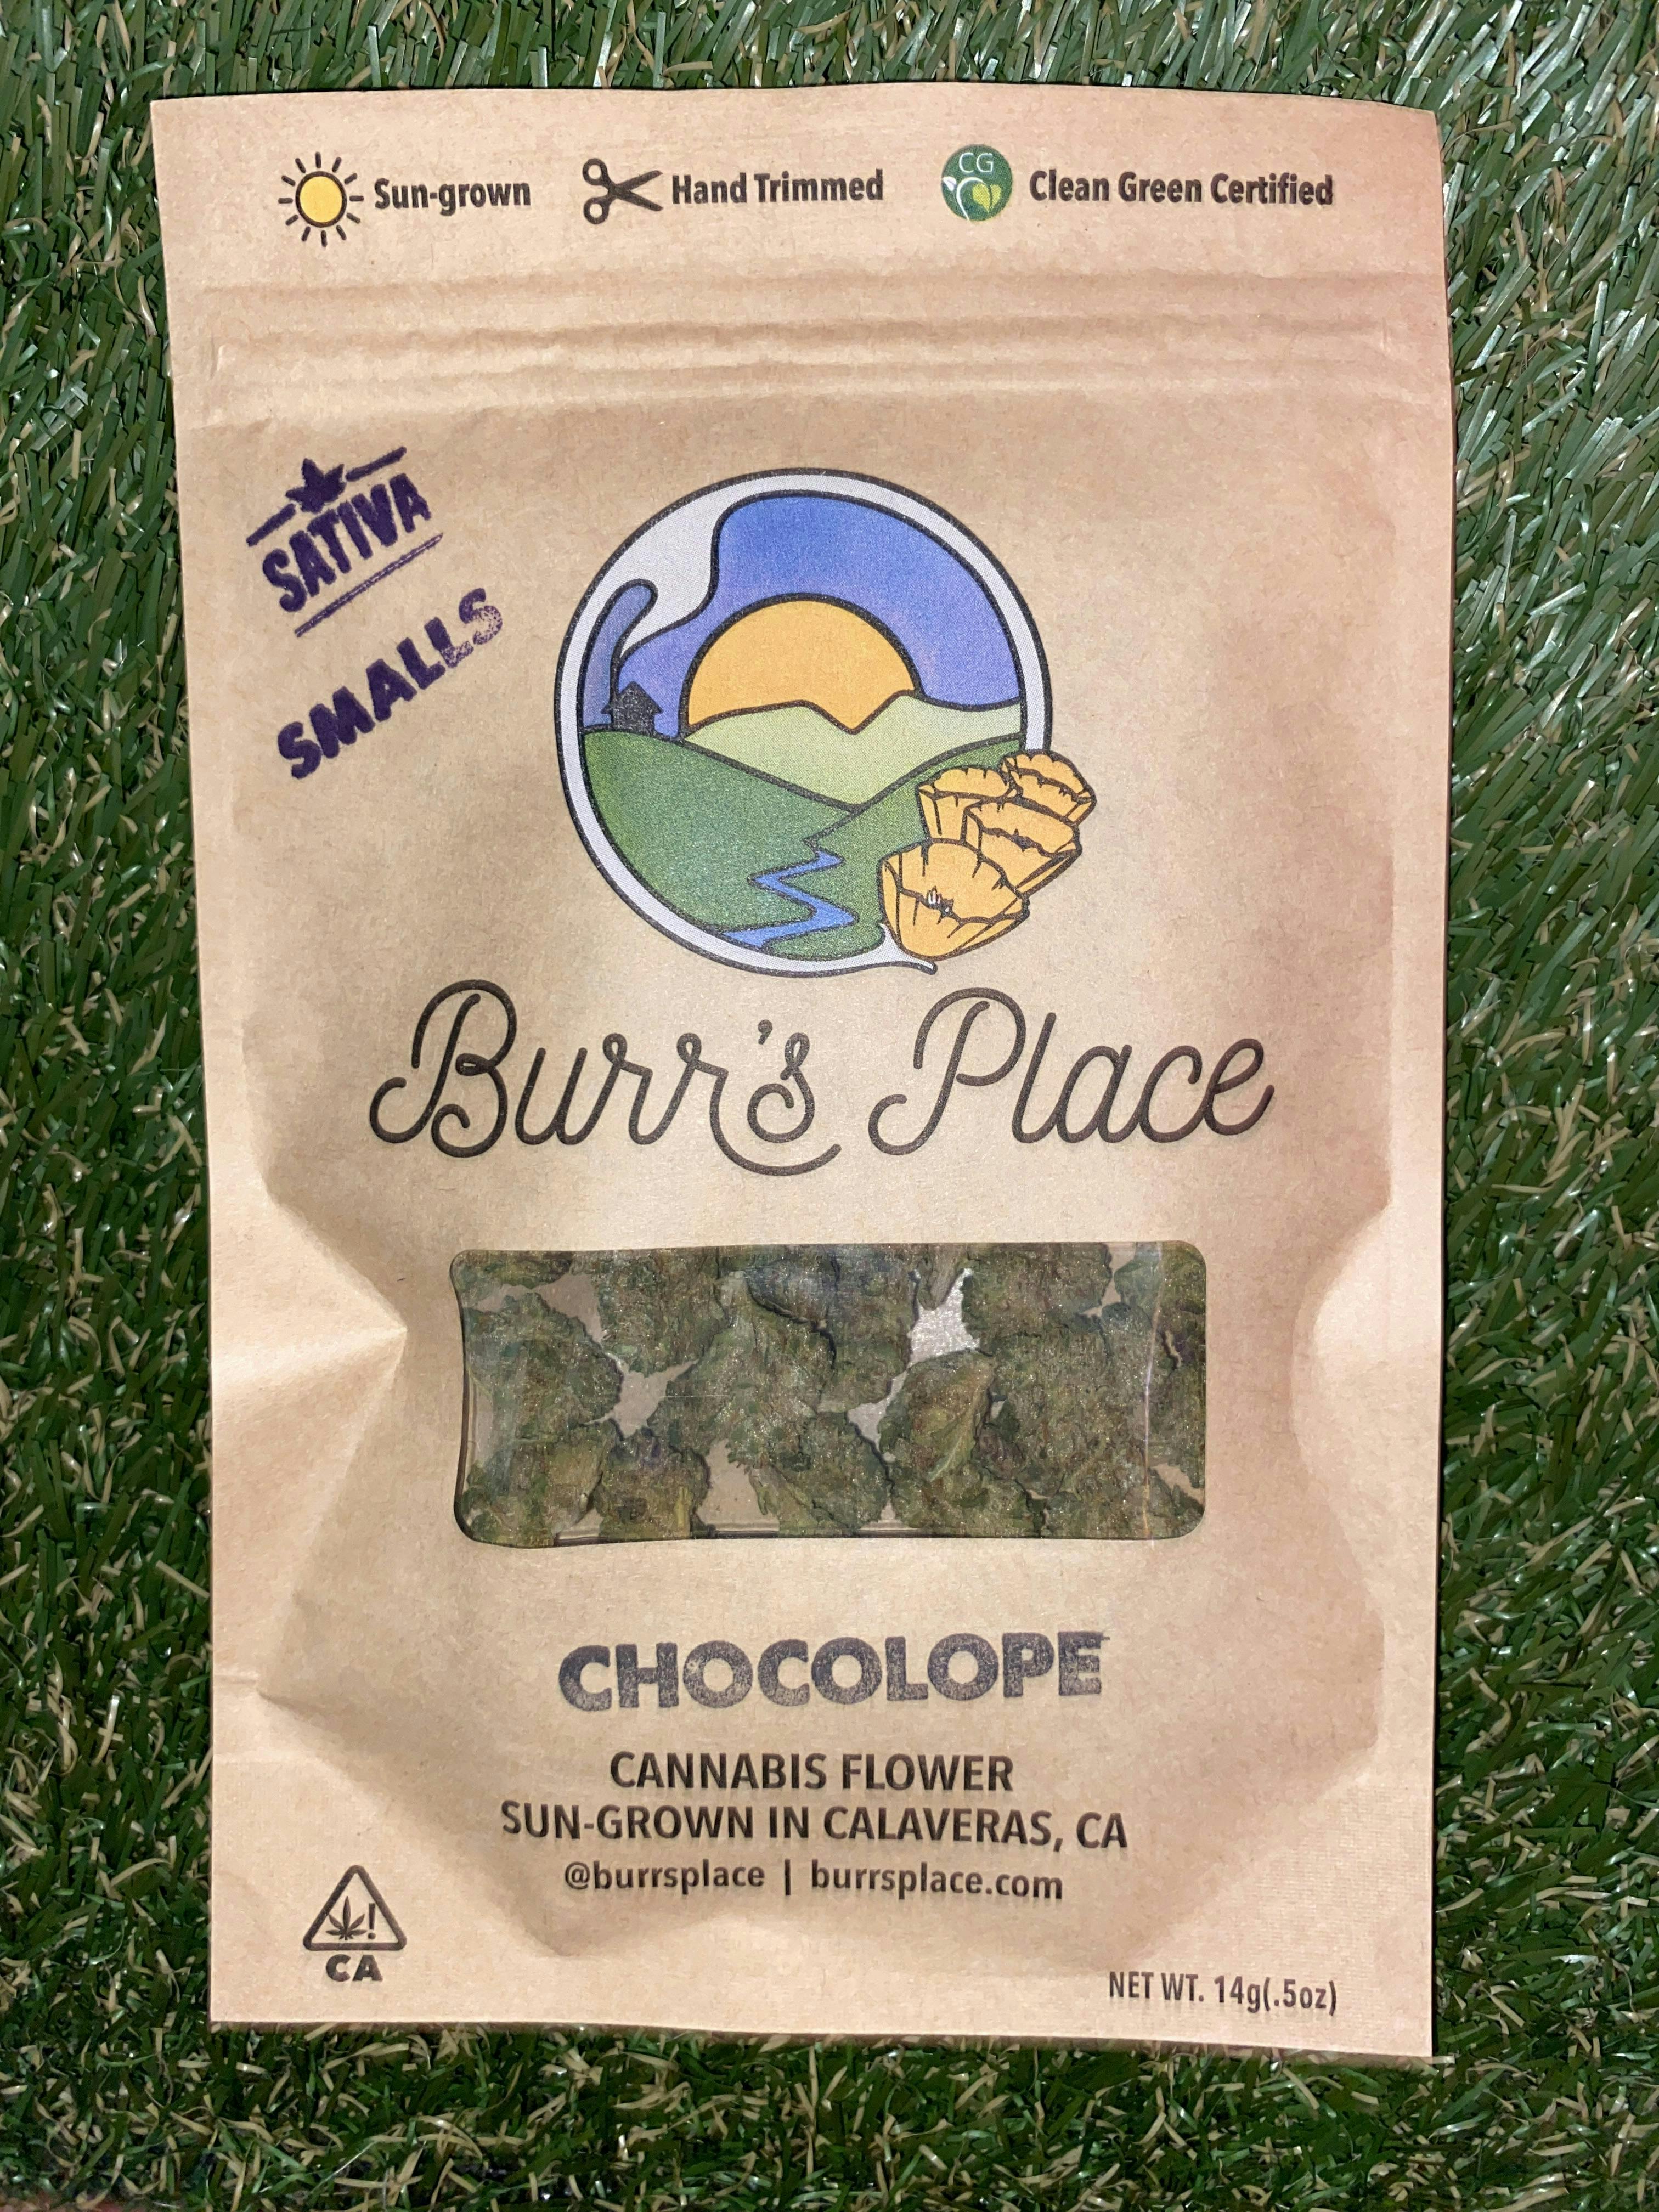 Sun-grown Hand Trimmed CG Clean Green Certified
SATIVA
SMALLS
Burr's Place
CHOCOLOPE
CANNABIS FLOWER
SUN-GROWN IN CALAVERAS, CA
@burrsplace | burrsplace.com
!
CA
NET WT. 14g(.5oz)